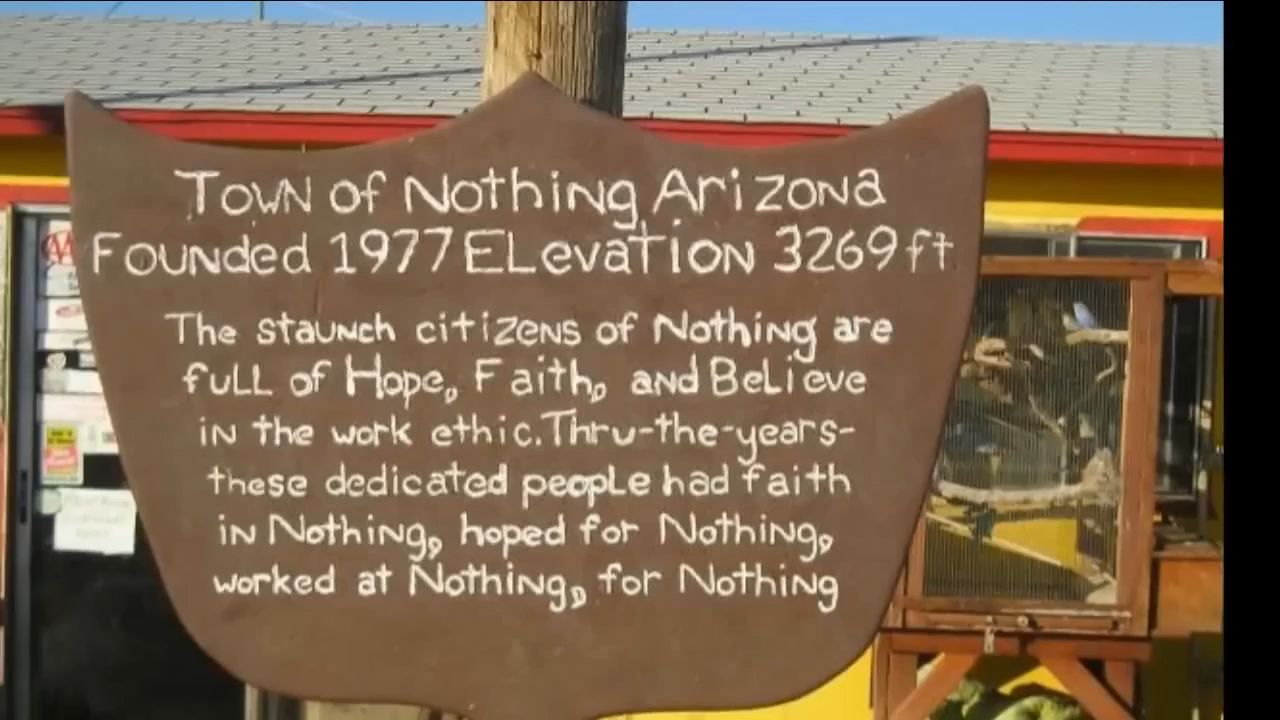 Town of Nothing Arizona
Founded 1977 ELevation 3269 ft.
The staunch citizens of Nothing are
fuLL of Hope, Faith, and BeLieve
in the work ethic. Thru-the-years-
these dedicated peopLe had faith
in Nothing, hoped for Nothing,
worked at Nothing, for Nothing